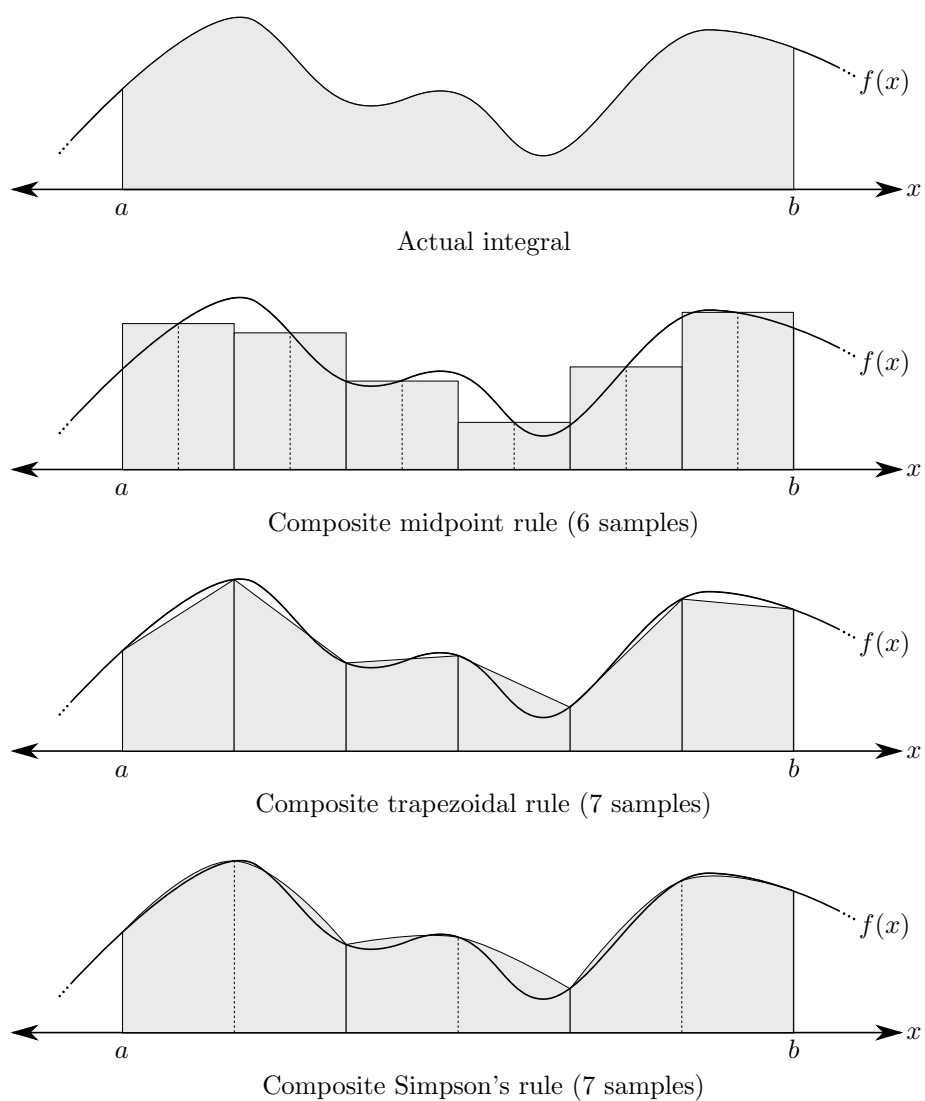 f(x)
x
a b
Actual integral
f(x)
x
a b
Composite midpoint rule (6 samples)
f(x)
x
a b
Composite trapezoidal rule (7 samples)
f(x)
x
a b
Composite Simpson's rule (7 samples)